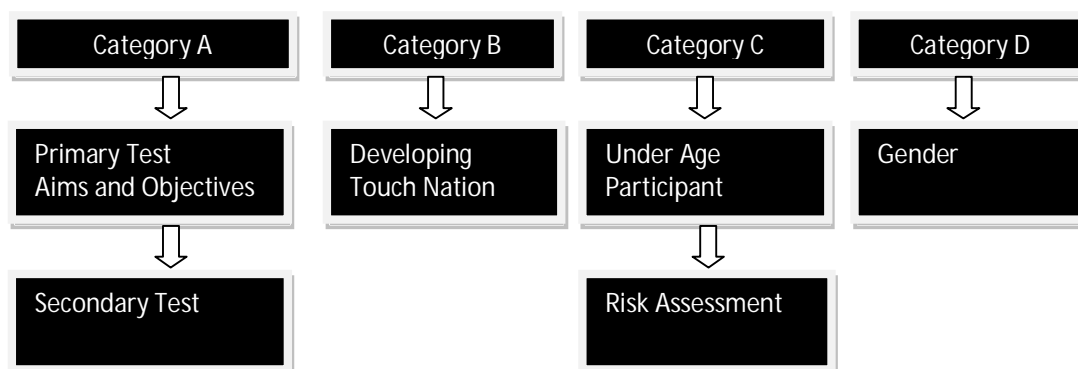 Category A
Category B
Category C
Category D
Primary Test
Aims and Objectives
Developing
Touch Nation
Under Age
Participant
Gender
Secondary Test
Risk Assessment